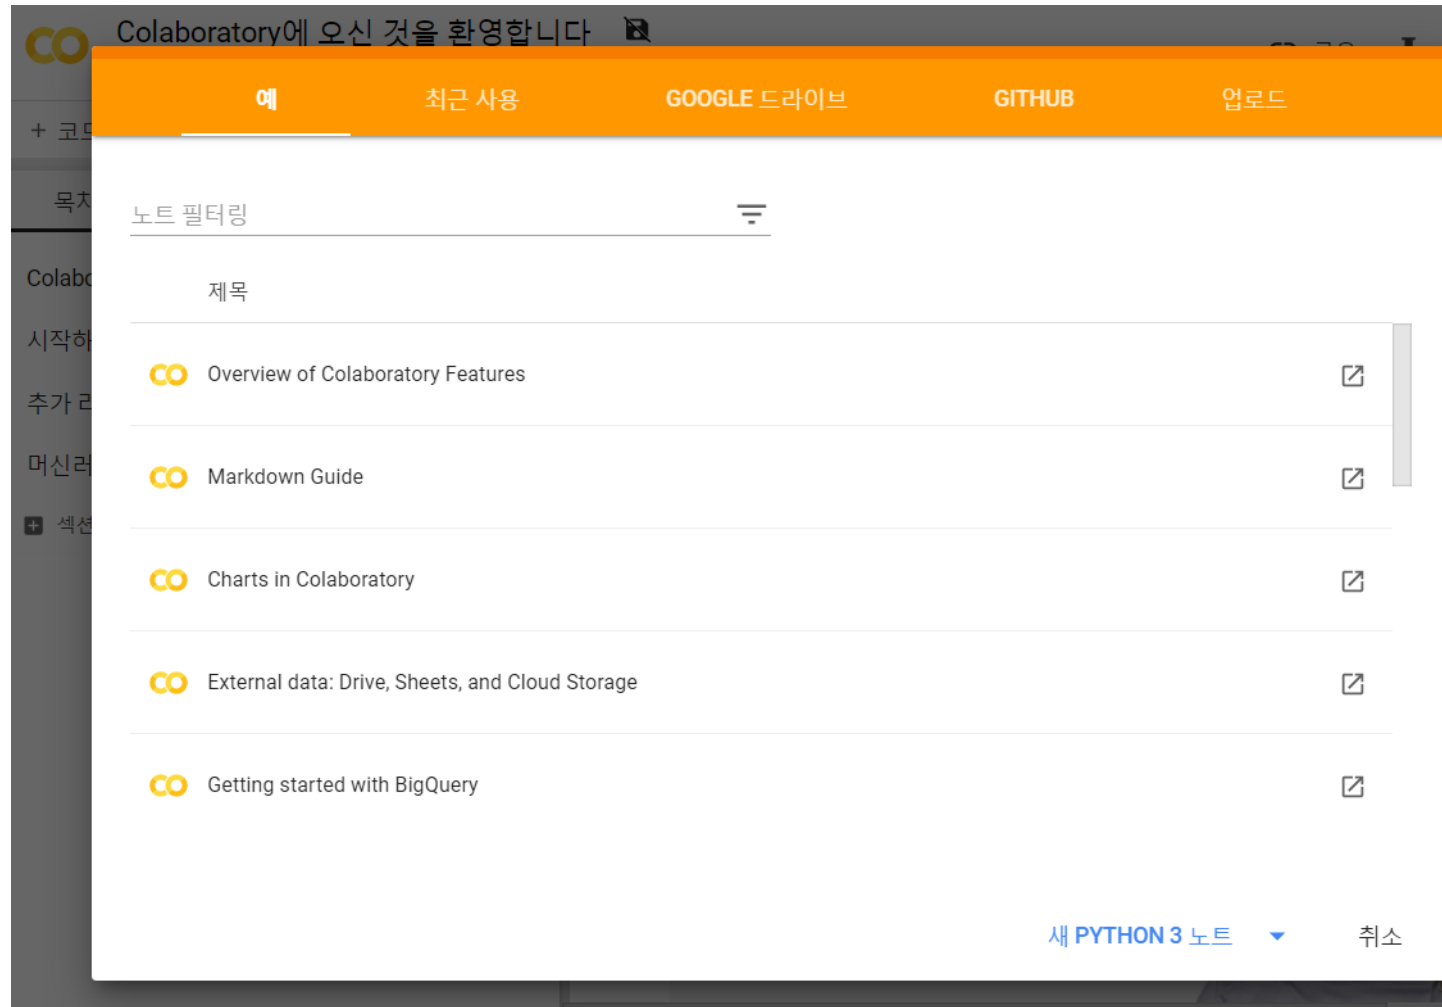 Colaboratory에 오신 것을 환영합니다
예 최근 사용 GOOGLE 드라이브 GITHUB 업로드
+ 코드
목차
노트 필터링
제목
시작하
추가 리
머신러
섹션
Overview of Colaboratory Features
Markdown Guide
Charts in Colaboratory
External data: Drive, Sheets, and Cloud Storage
Getting started with BigQuery
새 PYTHON 3 노트 취소